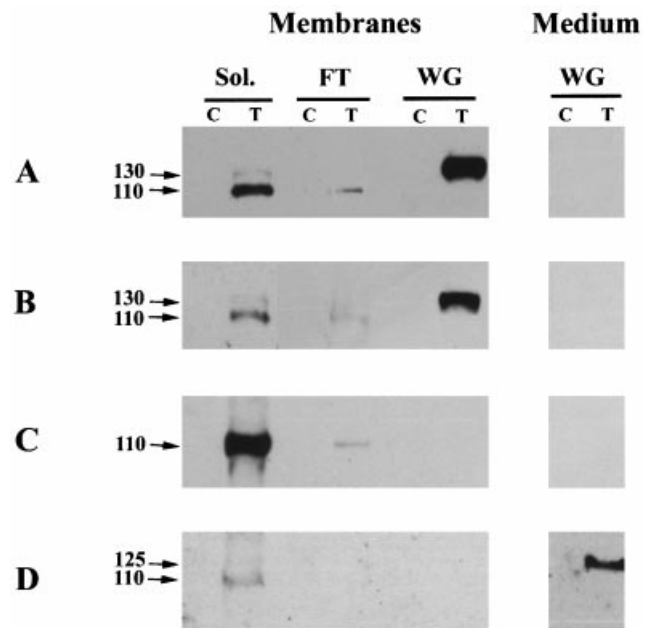 Membranes Medium
Sol. FT WG WG
C T C T C T C T
A 130
110
B 130
110
C 110
D 125
110